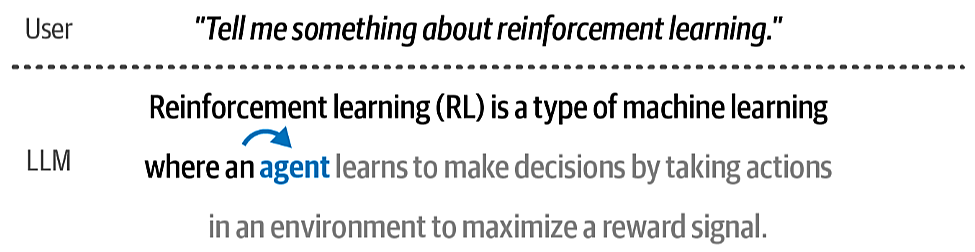 User "Tell me something about reinforcement learning."
Reinforcement learning (RL) is a type of machine learning
LLM where an agent learns to make decisions by taking actions
in an environment to maximize a reward signal.